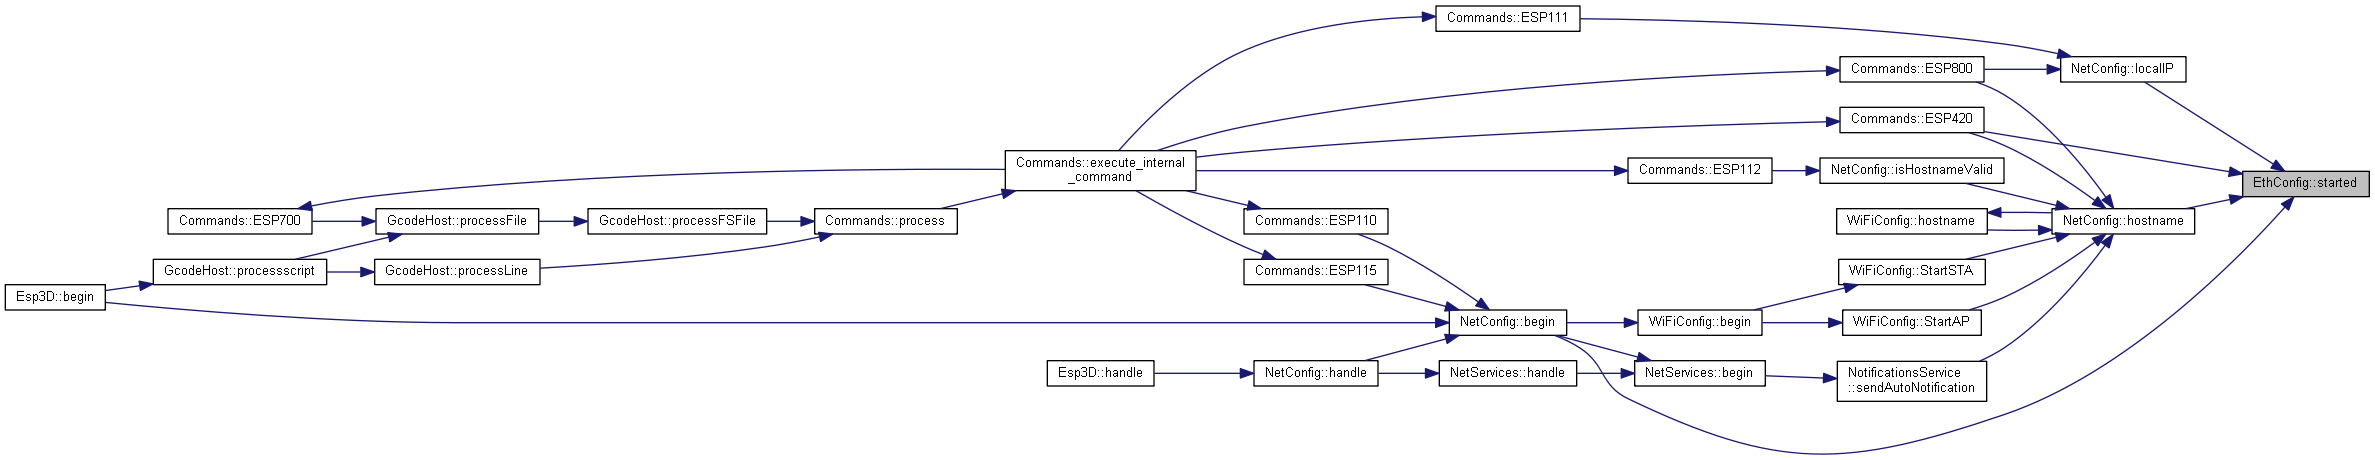 Commands::ESP111
Commands::ESP800
NetConfig::localIP
Commands::ESP420
Commands::execute_internal
_command
Commands::ESP112
NetConfig::isHostnameValid
EthConfig::started
Commands::ESP700
GcodeHost::processFile
GcodeHost::processFSFile
Commands::process
Commands::ESP110
WiFiConfig::hostname
NetConfig::hostname
GcodeHost::processscript
GcodeHost::processLine
Commands::ESP115
WiFiConfig::StartSTA
Esp3D::begin
NetConfig::begin
WiFiConfig::begin
WiFiConfig::StartAP
Esp3D::handle
NetConfig::handle
NetServices::handle
NetServices::begin
NotificationsService
::sendAutoNotification